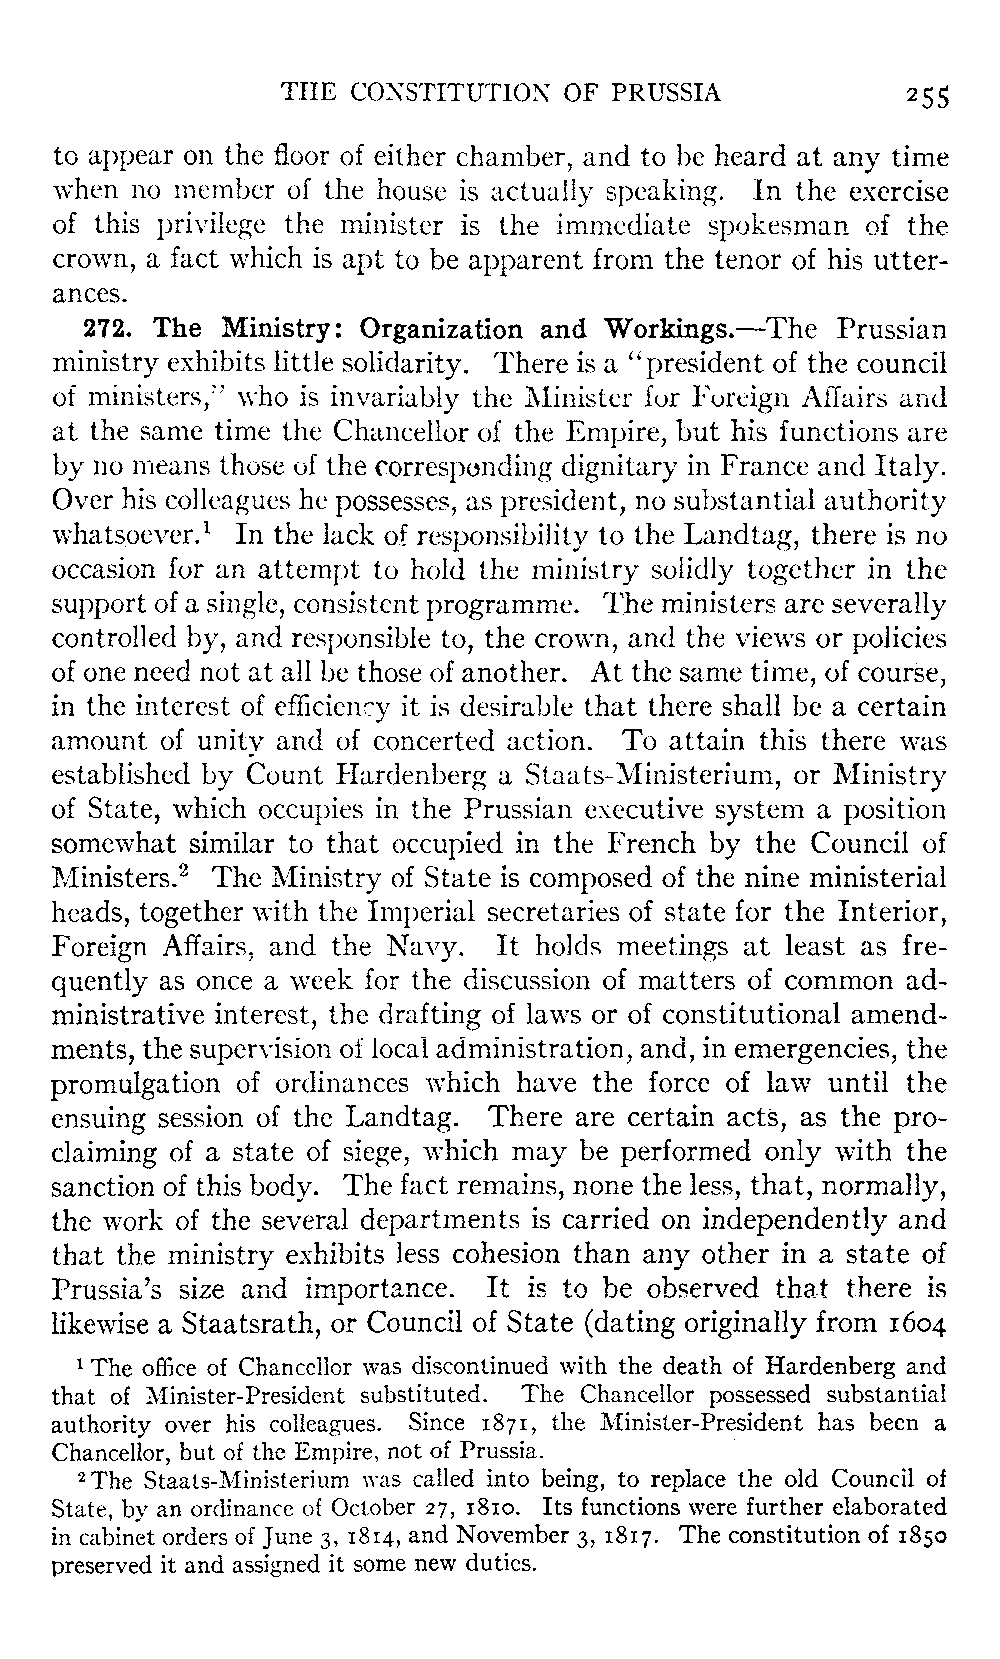 THE CONSTITUTION OF PRUSSIA 255
to appear on the floor of either chamber, and to be heard at any time
when no member of the house is actually speaking. In the exercise
of this privilege the minister is the immediate spokesman of the
crown, a fact which is apt to be apparent from the tenor of his utter-
ances.
272. The Ministry: Organization and Workings.—The Prussian
ministry exhibits little solidarity. There is a “president of the council
of ministers,” who is invariably the Minister for Foreign Affairs and
at the same time the Chancellor of the Empire, but his functions are
by no means those of the corresponding dignitary in France and Italy.
Over his colleagues he possesses, as president, no substantial authority
whatsoever.¹ In the lack of responsibility to the Landtag, there is no
occasion for an attempt to hold the ministry solidly together in the
support of a single, consistent programme. The ministers are severally
controlled by, and responsible to, the crown, and the views or policies
of one need not at all be those of another. At the same time, of course,
in the interest of efficiency it is desirable that there shall be a certain
amount of unity and of concerted action. To attain this there was
established by Count Hardenberg a Staats-Ministerium, or Ministry
of State, which occupies in the Prussian executive system a position
somewhat similar to that occupied in the French by the Council of
Ministers.² The Ministry of State is composed of the nine ministerial
heads, together with the Imperial secretaries of state for the Interior,
Foreign Affairs, and the Navy. It holds meetings at least as fre-
quently as once a week for the discussion of matters of common ad-
ministrative interest, the drafting of laws or of constitutional amend-
ments, the supervision of local administration, and, in emergencies, the
promulgation of ordinances which have the force of law until the
ensuing session of the Landtag. There are certain acts, as the pro-
claiming of a state of siege, which may be performed only with the
sanction of this body. The fact remains, none the less, that, normally,
the work of the several departments is carried on independently and
that the ministry exhibits less cohesion than any other in a state of
Prussia’s size and importance. It is to be observed that there is
likewise a Staatsrath, or Council of State (dating originally from 1604
¹ The office of Chancellor was discontinued with the death of Hardenberg and
that of Minister-President substituted. The Chancellor possessed substantial
authority over his colleagues. Since 1871, the Minister-President has been a
Chancellor, but of the Empire, not of Prussia.
² The Staats-Ministerium was called into being, to replace the old Council of
State, by an ordinance of October 27, 1810. Its functions were further elaborated
in cabinet orders of June 3, 1814, and November 3, 1817. The constitution of 1850
preserved it and assigned it some new duties.